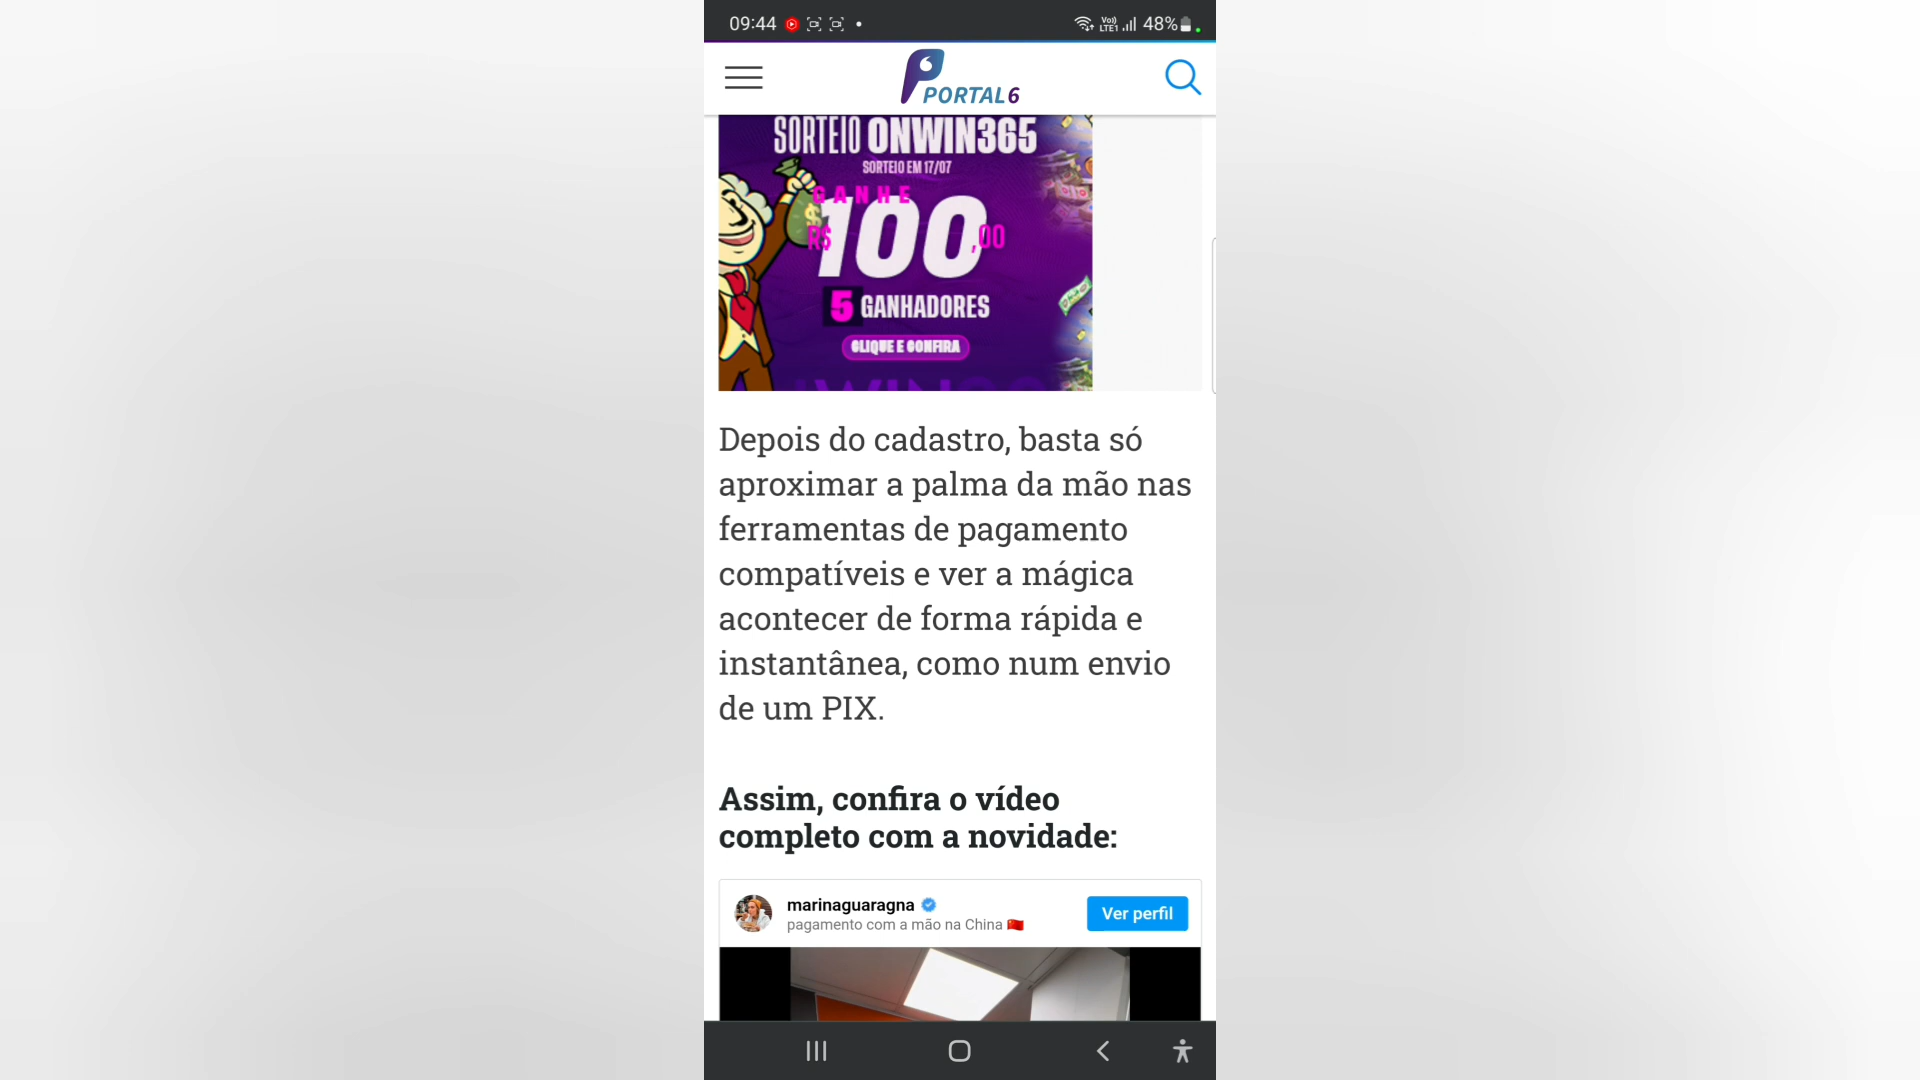 09:44
Vo))
LTE1
48%
PORTAL6
SORTEIO ONWIN365
SORTEIO EM 17/07
GANHE
R$100,00
5 GANHADORES
CLIQUE E CONFIRA
Depois do cadastro, basta só
aproximar a palma da mão nas
ferramentas de pagamento
compatíveis e ver a mágica
acontecer de forma rápida e
instantânea, como num envio
de um PIX.
Assim, confira o vídeo
completo com a novidade:
marinaguaragna
Ver perfil
pagamento com a mão na China 🇨🇳